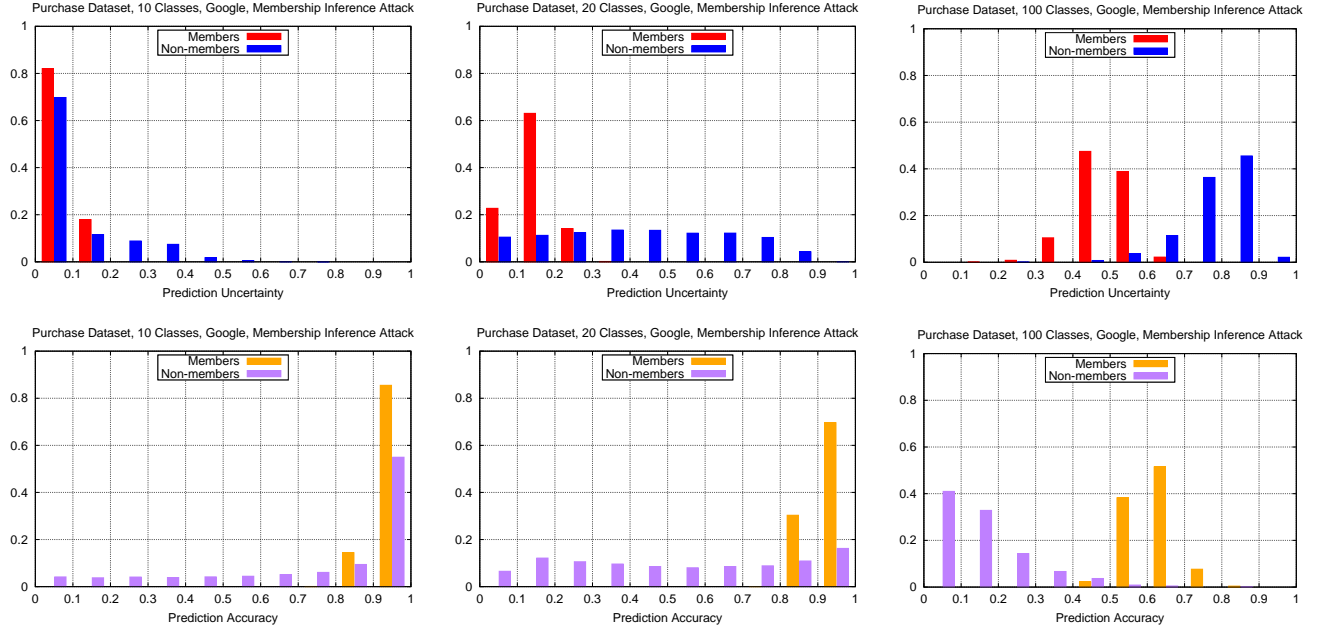 Purchase Dataset, 10 Classes, Google, Membership Inference Attack
Members
Non-members
1
0.8
0.6
0.4
0.2
0
0 0.1 0.2 0.3 0.4 0.5 0.6 0.7 0.8 0.9 1
Prediction Uncertainty
Purchase Dataset, 20 Classes, Google, Membership Inference Attack
Members
Non-members
1
0.8
0.6
0.4
0.2
0
0 0.1 0.2 0.3 0.4 0.5 0.6 0.7 0.8 0.9 1
Prediction Uncertainty
Purchase Dataset, 100 Classes, Google, Membership Inference Attack
Members
Non-members
1
0.8
0.6
0.4
0.2
0
0 0.1 0.2 0.3 0.4 0.5 0.6 0.7 0.8 0.9 1
Prediction Uncertainty
Purchase Dataset, 10 Classes, Google, Membership Inference Attack
Members
Non-members
1
0.8
0.6
0.4
0.2
0
0 0.1 0.2 0.3 0.4 0.5 0.6 0.7 0.8 0.9 1
Prediction Accuracy
Purchase Dataset, 20 Classes, Google, Membership Inference Attack
Members
Non-members
1
0.8
0.6
0.4
0.2
0
0 0.1 0.2 0.3 0.4 0.5 0.6 0.7 0.8 0.9 1
Prediction Accuracy
Purchase Dataset, 100 Classes, Google, Membership Inference Attack
Members
Non-members
1
0.8
0.6
0.4
0.2
0
0 0.1 0.2 0.3 0.4 0.5 0.6 0.7 0.8 0.9 1
Prediction Accuracy